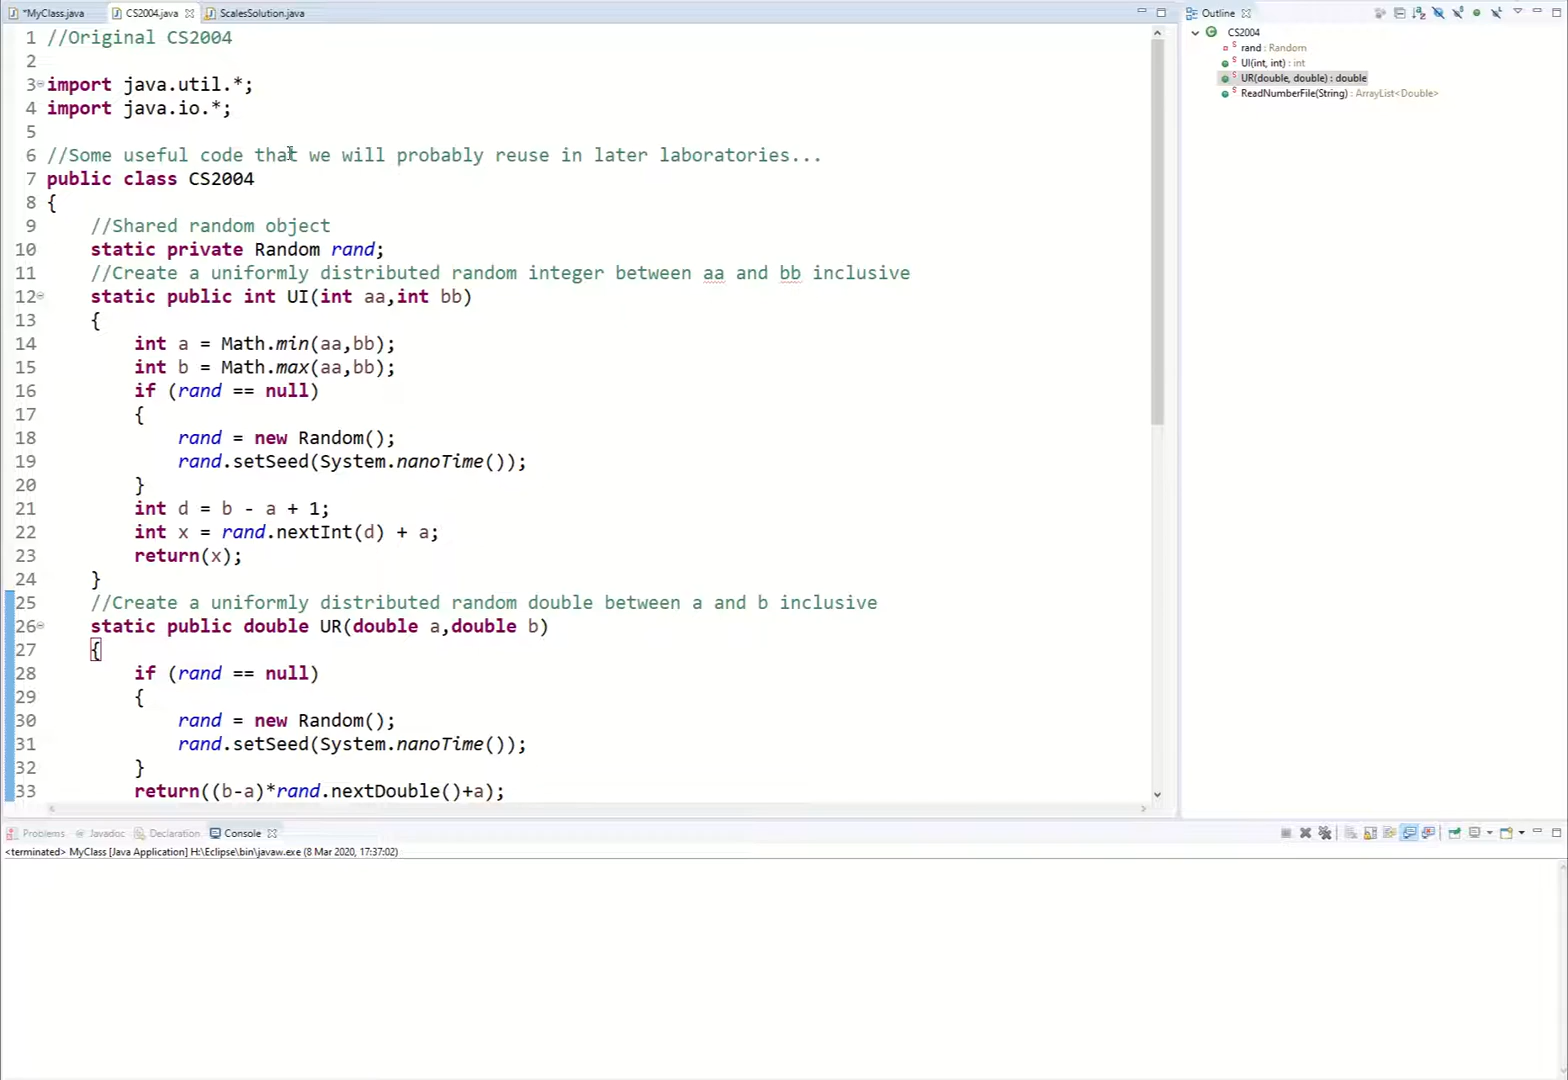 *MyClass.java
CS2004.java
ScalesSolution.java
1 //Original CS2004
2
3 import java.util.*;
4 import java.io.*;
5
6 //Some useful code that we will probably reuse in later laboratories...
7 public class CS2004
8 {
9 //Shared random object
10 static private Random rand;
11 //Create a uniformly distributed random integer between aa and bb inclusive
12 static public int UI(int aa,int bb)
13 {
14 int a = Math.min(aa,bb);
15 int b = Math.max(aa,bb);
16 if (rand == null)
17 {
18 rand = new Random();
19 rand.setSeed(System.nanoTime());
20 }
21 int d = b - a + 1;
22 int x = rand.nextInt(d) + a;
23 return(x);
24 }
25 //Create a uniformly distributed random double between a and b inclusive
26 static public double UR(double a,double b)
27 {
28 if (rand == null)
29 {
30 rand = new Random();
31 rand.setSeed(System.nanoTime());
32 }
33 return((b-a)*rand.nextDouble()+a);
Outline
CS2004
rand : Random
UI(int, int) : int
UR(double, double) : double
ReadNumberFile(String) : ArrayList<Double>
Problems
Javadoc
Declaration
Console
<terminated> MyClass [Java Application] H:\Eclipse\bin\javaw.exe (8 Mar 2020, 17:37:02)